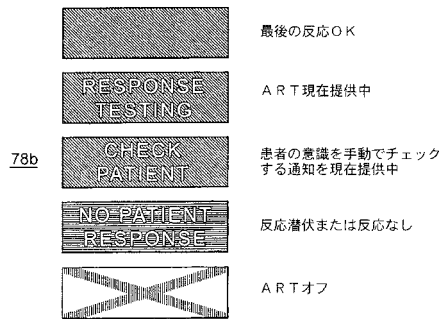 最後の反応OK
RESPONSE
TESTING
ART現在提供中
78b
CHECK
PATIENT
患者の意識を手動でチェック
する通知を現在提供中
NO PATIENT
RESPONSE
反応潜伏または反応なし
ARTオフ